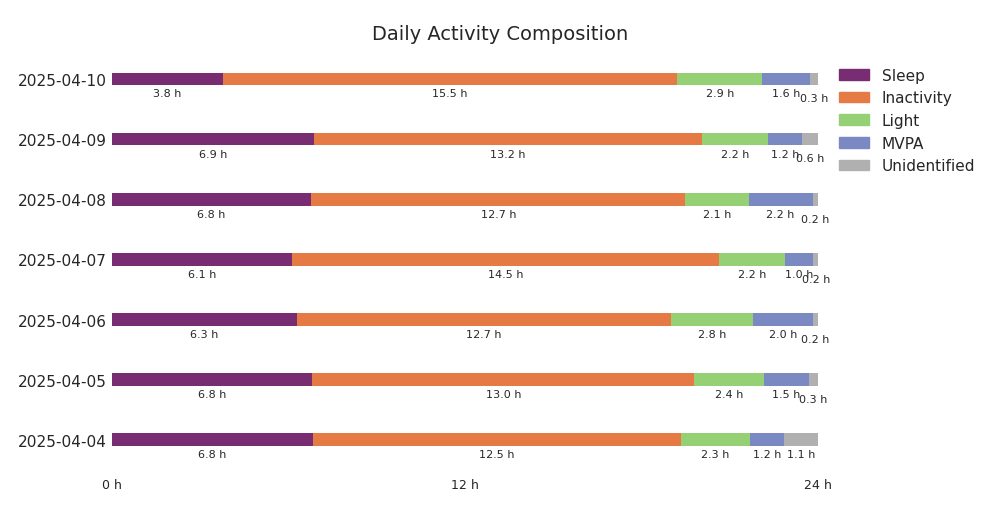 Daily Activity Composition
2025-04-10
3.8 h 15.5 h 2.9 h 1.6 h 0.3 h
2025-04-09
6.9 h 13.2 h 2.2 h 1.2 h 0.6 h
2025-04-08
6.8 h 12.7 h 2.1 h 2.2 h 0.2 h
2025-04-07
6.1 h 14.5 h 2.2 h 1.0 h 0.2 h
2025-04-06
6.3 h 12.7 h 2.8 h 2.0 h 0.2 h
2025-04-05
6.8 h 13.0 h 2.4 h 1.5 h 0.3 h
2025-04-04
6.8 h 12.5 h 2.3 h 1.2 h 1.1 h
0 h 12 h 24 h
Sleep
Inactivity
Light
MVPA
Unidentified